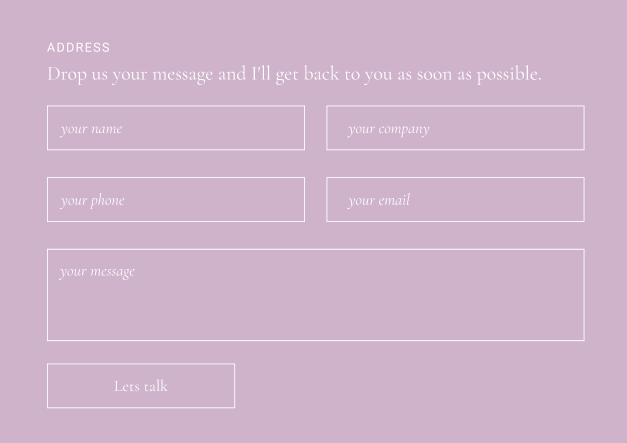 ADDRESS
Drop us your message and I'll get back to you as soon as possible.
your name
your company
your phone
your email
your message
Lets talk